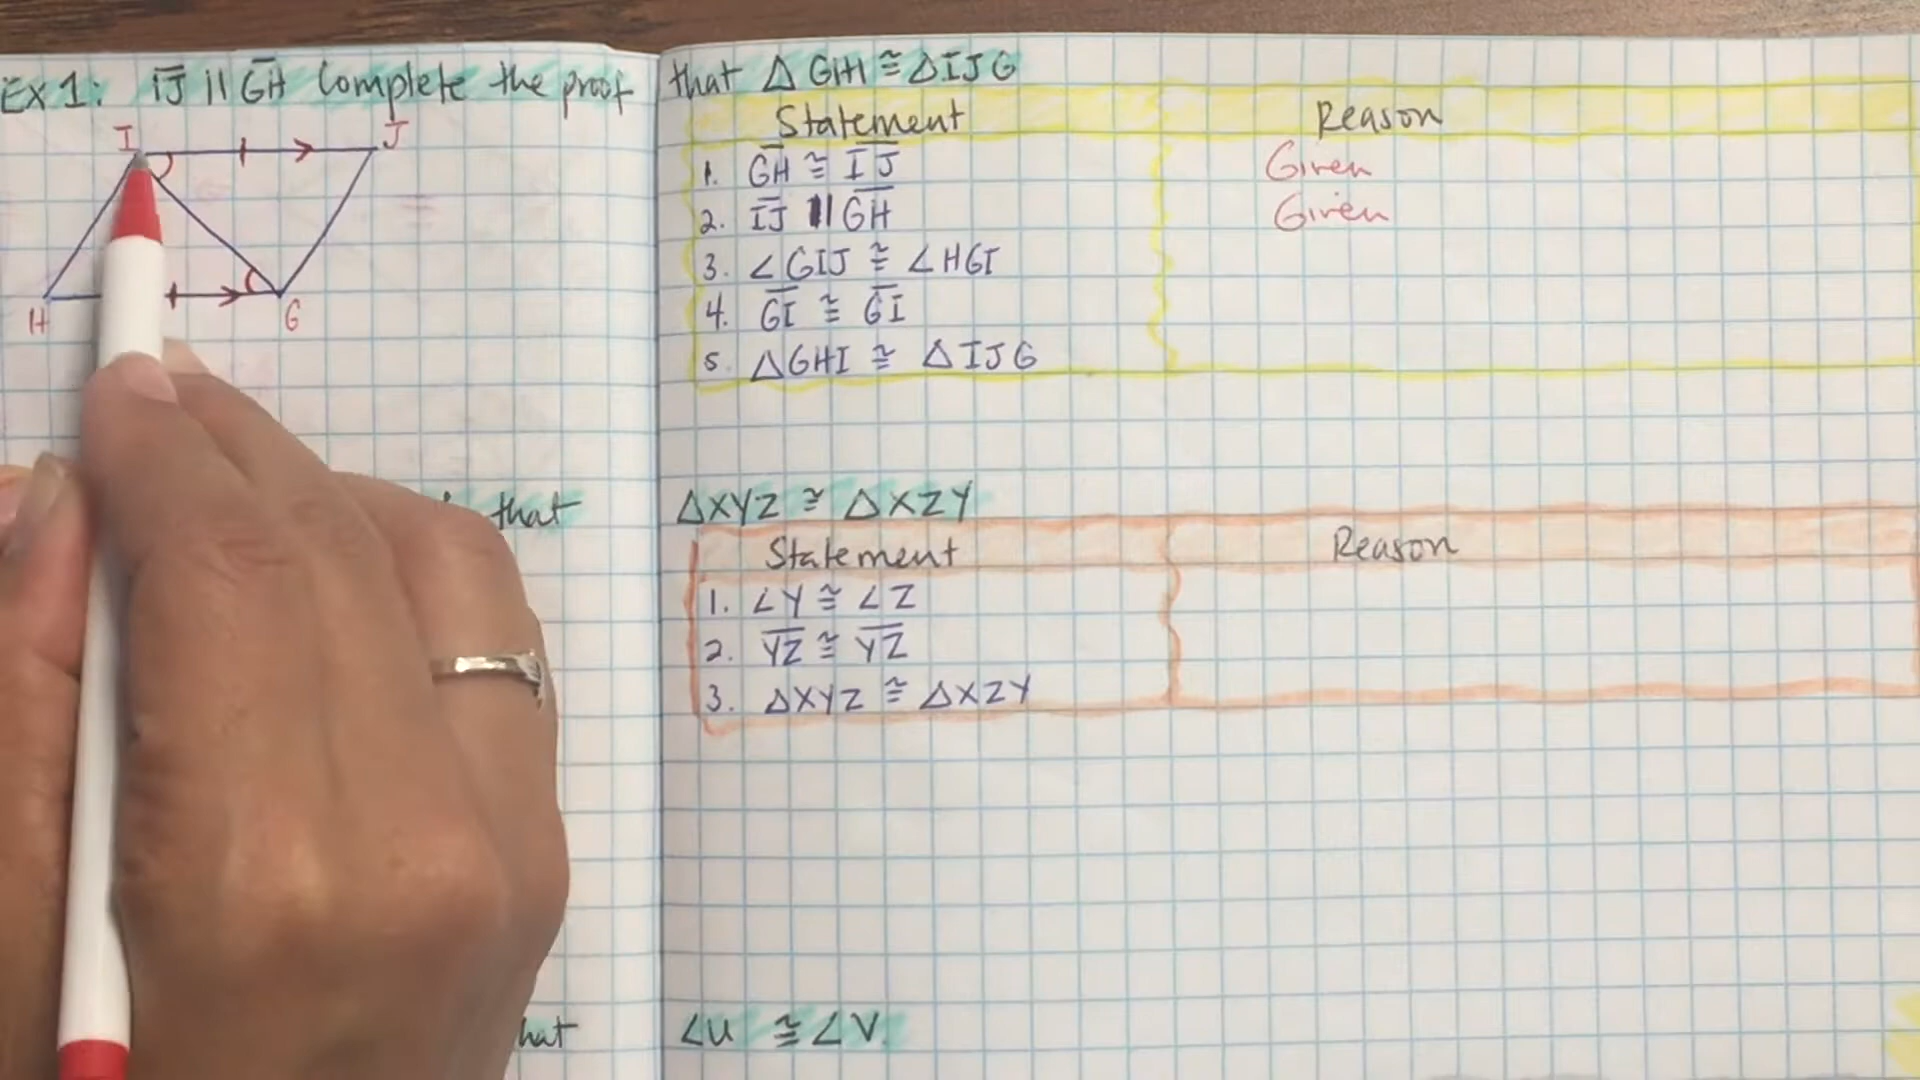 Ex 1: IJ || GH Complete the proof that △GHI ≅ △IJG
I
J
H
G
Statement Reason
1. GH ≅ IJ Given
2. IJ || GH Given
3. ∠GIJ ≅ ∠HGI
4. GI ≅ GI
5. △GHI ≅ △IJG
that △XYZ ≅ △XZY
Statement Reason
1. ∠Y ≅ ∠Z
2. YZ ≅ YZ
3. △XYZ ≅ △XZY
hat ∠U ≅ ∠V.